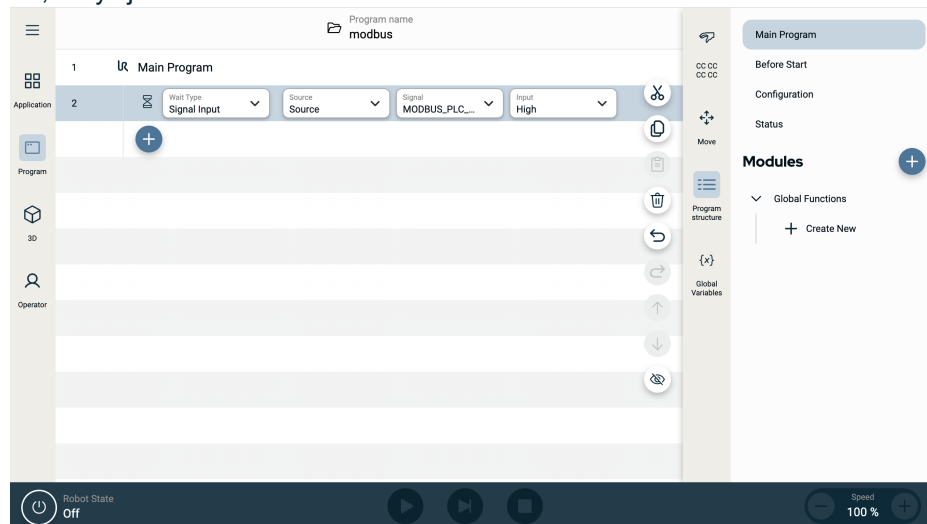 Program name
modbus
Main Program
Before Start
Configuration
Status
Modules
Global Functions
Create New
1 Main Program
2
Wait Type
Signal Input
Source
Source
Signal
MODBUS_PLC_...
Input
High
Application
Program
3D
Operator
CC CC
CC CC
Move
Program
structure
{x}
Global
Variables
Robot State
Off
Speed
100 %